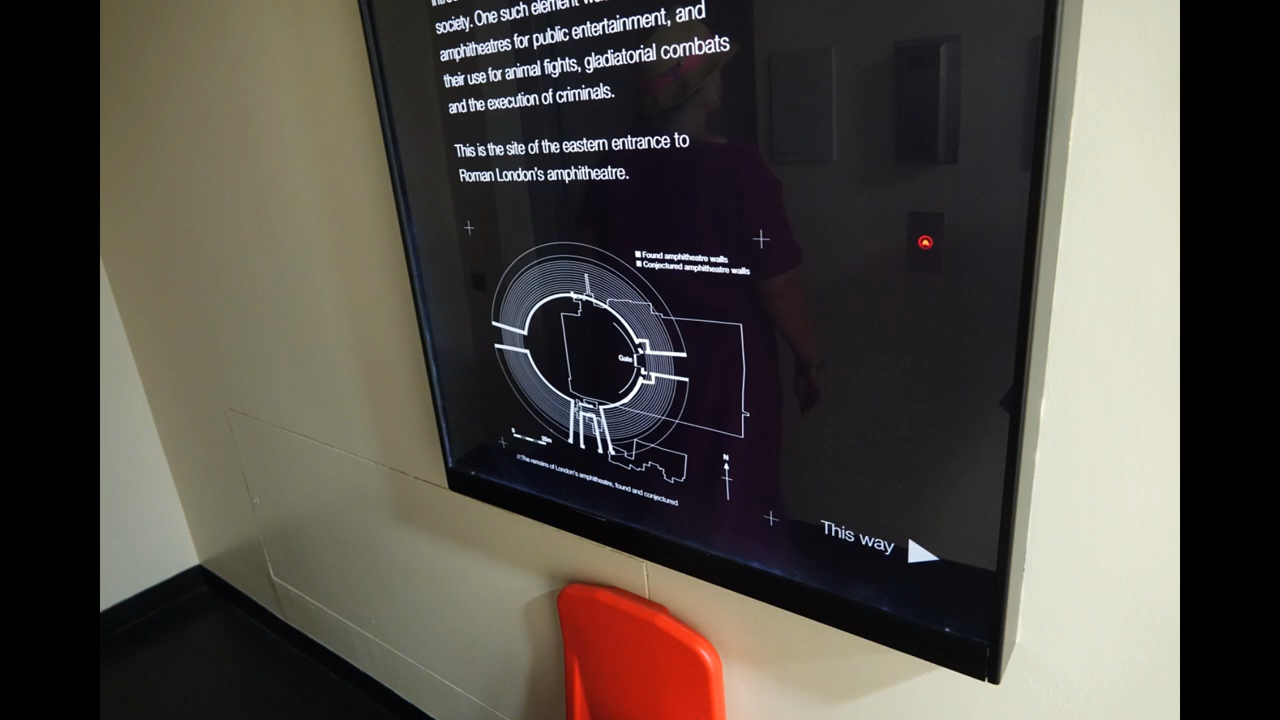 society. One such element
amphitheatres for public entertainment, and
their use for animal fights, gladiatorial combats
and the execution of criminals.
This is the site of the eastern entrance to
Roman London's amphitheatre.
Found amphitheatre walls
Conjectured amphitheatre walls
Gate
N
The remains of London's amphitheatre, found and conjectured
This way